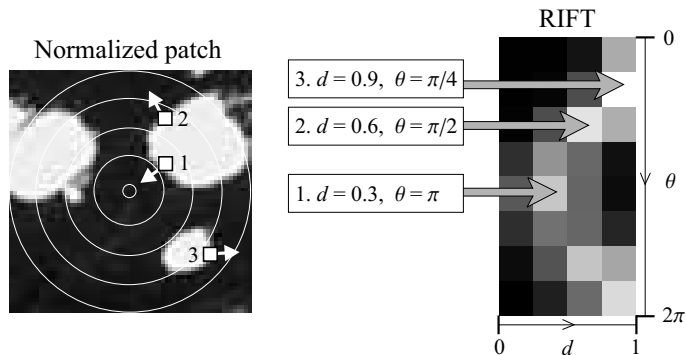 Normalized patch
2
1
3
RIFT
3. d = 0.9, θ = π/4
2. d = 0.6, θ = π/2
1. d = 0.3, θ = π
0
θ
2π
0 d 1